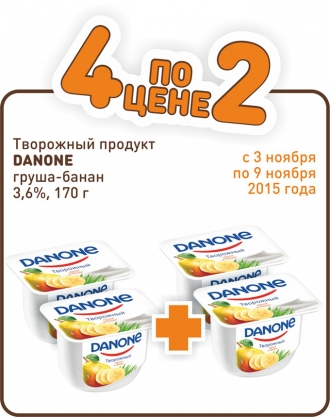 4 ПО ЦЕНЕ 2
Творожный продукт
DANONE
груша-банан
3,6%, 170 г
с 3 ноября
по 9 ноября
2015 года
DANONE
Творожный
DANONE
Творожный
DANONE
Творожный
DANONE
Творожный
+